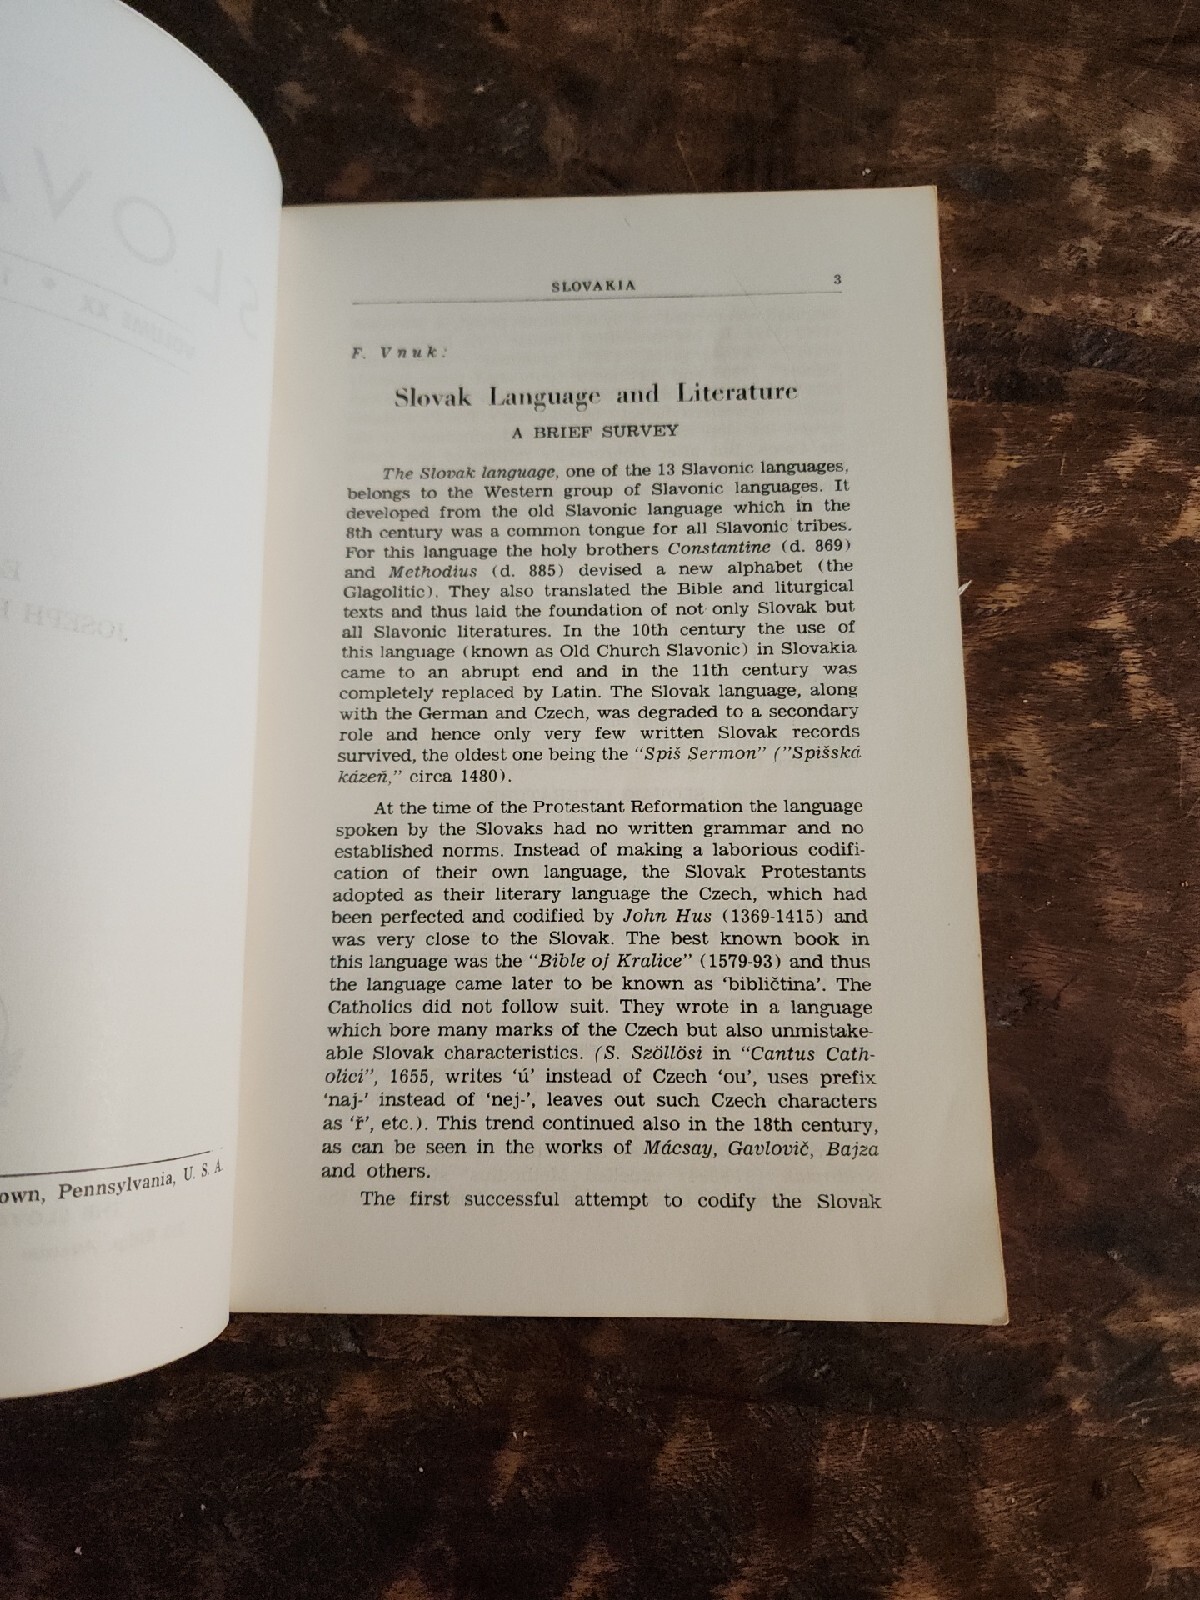 SLOVAKIA
3
F. Vnuk:
Slovak Language and Literature
A BRIEF SURVEY
The Slovak language, one of the 13 Slavonic languages,
belongs to the Western group of Slavonic languages. It
developed from the old Slavonic language which in the
8th century was a common tongue for all Slavonic tribes.
For this language the holy brothers Constantine (d. 869)
and Methodius (d. 885) devised a new alphabet (the
Glagolitic). They also translated the Bible and liturgical
texts and thus laid the foundation of not only Slovak but
all Slavonic literatures. In the 10th century the use of
this language (known as Old Church Slavonic) in Slovakia
came to an abrupt end and in the 11th century was
completely replaced by Latin. The Slovak language, along
with the German and Czech, was degraded to a secondary
role and hence only very few written Slovak records
survived, the oldest one being the "Spiš Sermon" ("Spišská
kázeň," circa 1480).
At the time of the Protestant Reformation the language
spoken by the Slovaks had no written grammar and no
established norms. Instead of making a laborious codifi-
cation of their own language, the Slovak Protestants
adopted as their literary language the Czech, which had
been perfected and codified by John Hus (1369-1415) and
was very close to the Slovak. The best known book in
this language was the "Bible of Kralice" (1579-93) and thus
the language came later to be known as 'bibličtina'. The
Catholics did not follow suit. They wrote in a language
which bore many marks of the Czech but also unmistake-
able Slovak characteristics. (S. Szöllösi in "Cantus Cath-
olici", 1655, writes 'ú' instead of Czech 'ou', uses prefix
'naj-' instead of 'nej-', leaves out such Czech characters
as 'ř', etc.). This trend continued also in the 18th century,
as can be seen in the works of Mácsay, Gavlovič, Bajza
and others.
The first successful attempt to codify the Slovak
own, Pennsylvania, U. S. A.
SLOVA
VOLUME XX
JOSEPH